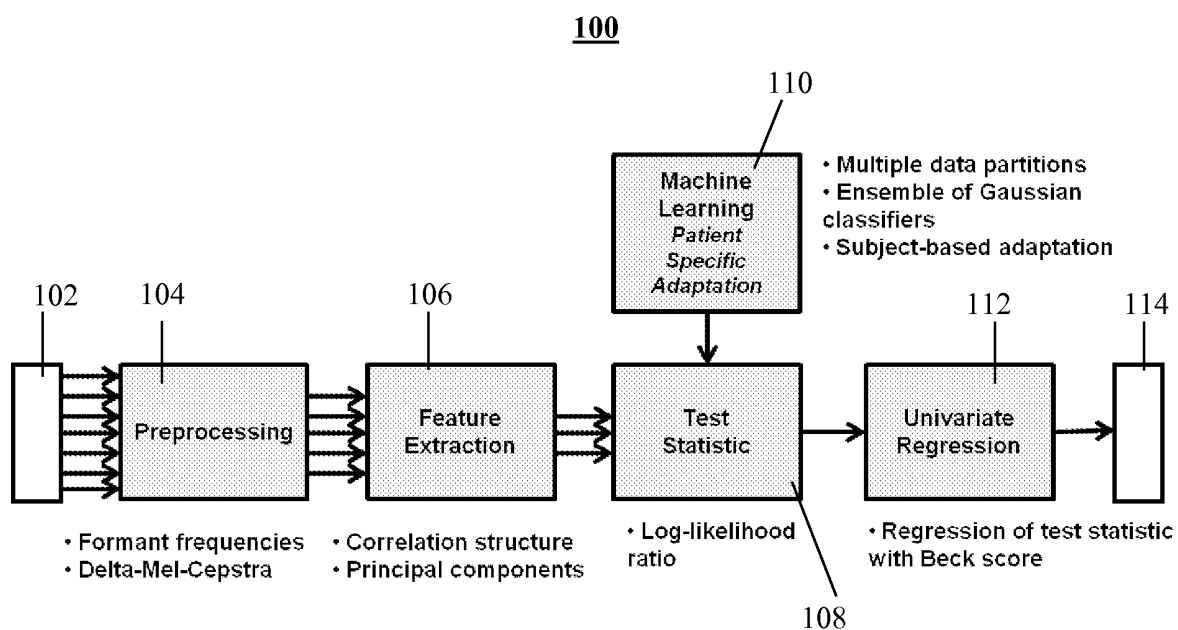 100
110
Machine
Learning
Patient
Specific
Adaptation
• Multiple data partitions
• Ensemble of Gaussian
classifiers
• Subject-based adaptation
102
104
106
112
114
Preprocessing
Feature
Extraction
Test
Statistic
Univariate
Regression
• Formant frequencies
• Delta-Mel-Cepstra
• Correlation structure
• Principal components
• Log-likelihood
ratio
• Regression of test statistic
with Beck score
108